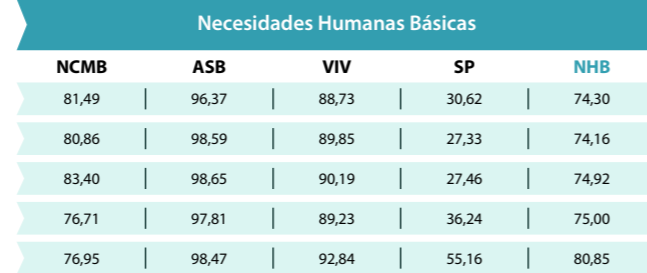 Necesidades Humanas Básicas
NCMB ASB VIV SP NHB
81,49 | 96,37 | 88,73 | 30,62 | 74,30
80,86 | 98,59 | 89,85 | 27,33 | 74,16
83,40 | 98,65 | 90,19 | 27,46 | 74,92
76,71 | 97,81 | 89,23 | 36,24 | 75,00
76,95 | 98,47 | 92,84 | 55,16 | 80,85